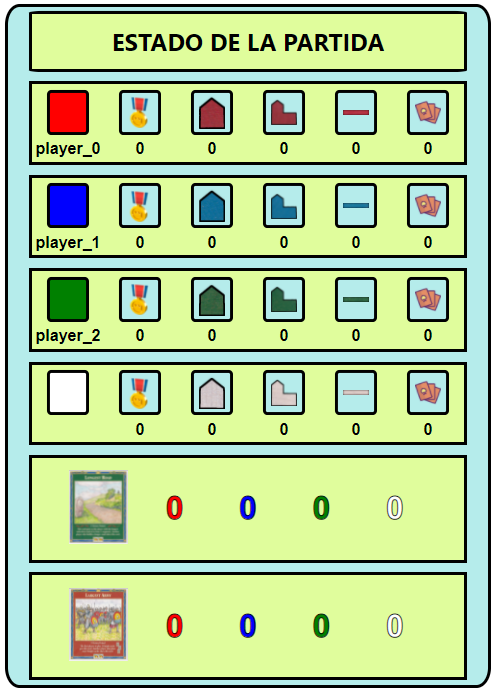 ESTADO DE LA PARTIDA
player_0 0 0 0 0 0
player_1 0 0 0 0 0
player_2 0 0 0 0 0
0 0 0 0 0
0 0 0 0
0 0 0 0